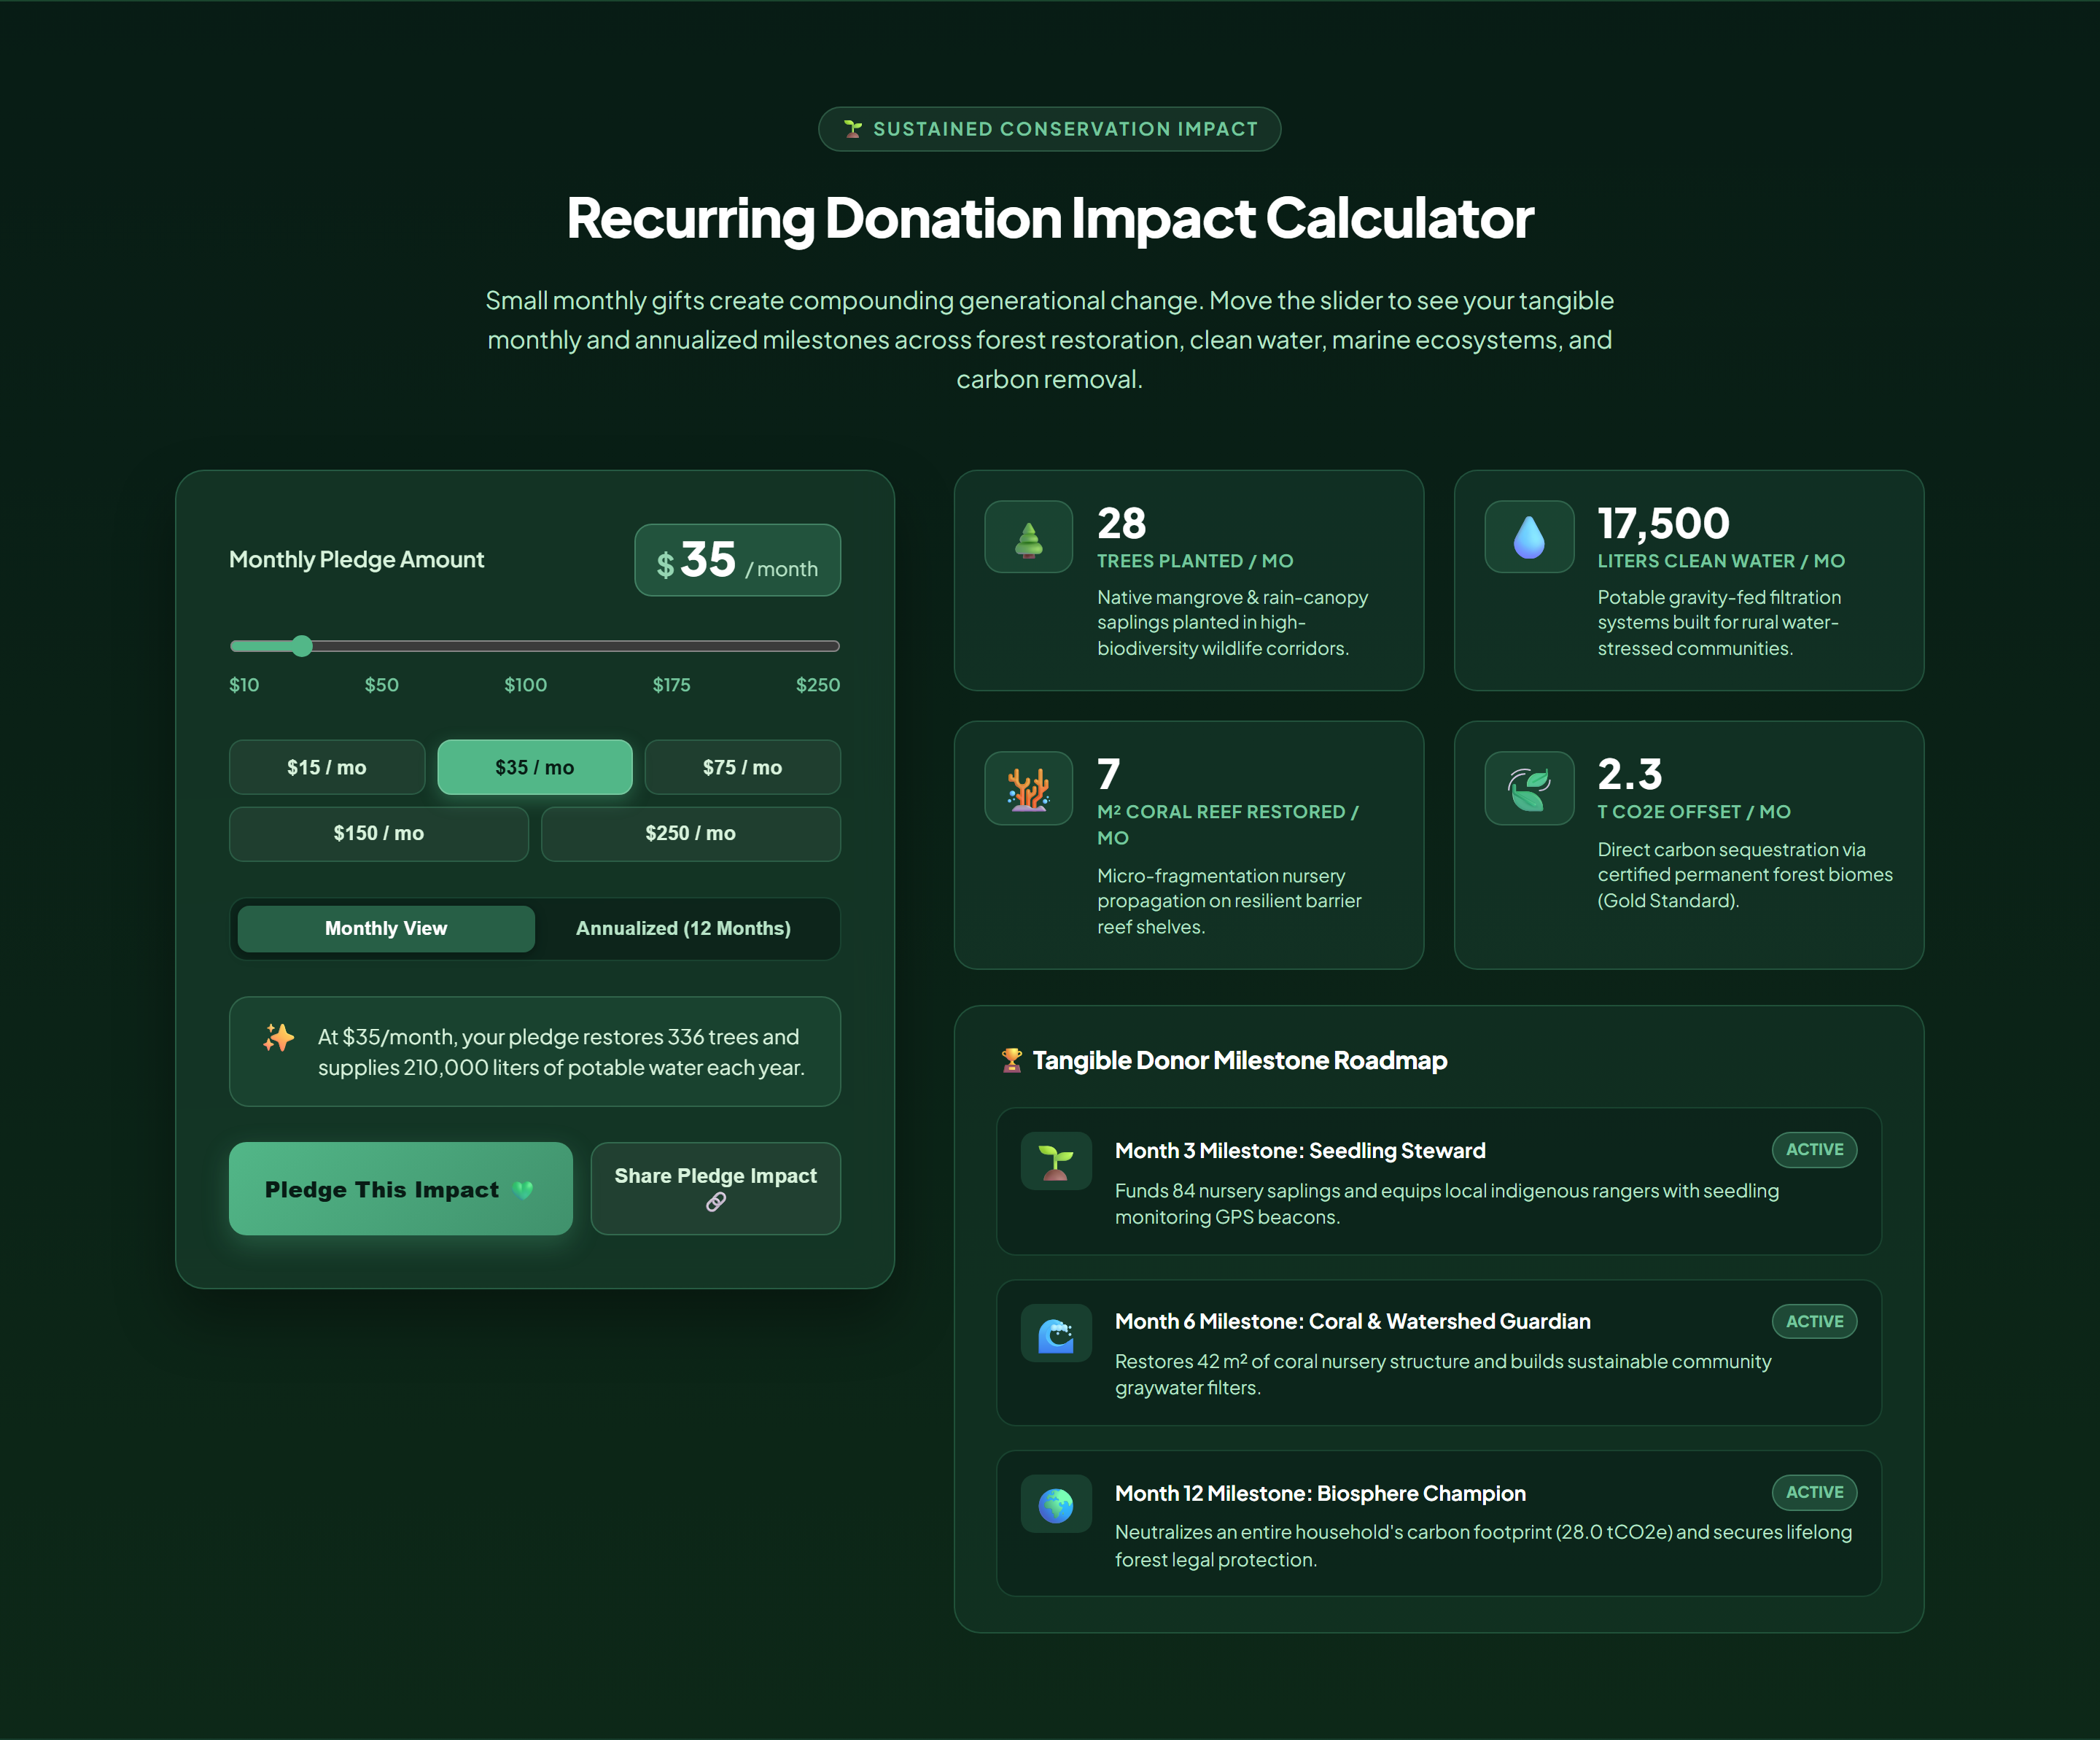 SUSTAINED CONSERVATION IMPACT
Recurring Donation Impact Calculator
Small monthly gifts create compounding generational change. Move the slider to see your tangible
monthly and annualized milestones across forest restoration, clean water, marine ecosystems, and
carbon removal.
Monthly Pledge Amount
$ 35 / month
$10 $50 $100 $175 $250
$15 / mo $35 / mo $75 / mo
$150 / mo $250 / mo
Monthly View Annualized (12 Months)
At $35/month, your pledge restores 336 trees and
supplies 210,000 liters of potable water each year.
Pledge This Impact
Share Pledge Impact
28
TREES PLANTED / MO
Native mangrove & rain-canopy
saplings planted in high-
biodiversity wildlife corridors.
17,500
LITERS CLEAN WATER / MO
Potable gravity-fed filtration
systems built for rural water-
stressed communities.
7
M² CORAL REEF RESTORED /
MO
Micro-fragmentation nursery
propagation on resilient barrier
reef shelves.
2.3
T CO2E OFFSET / MO
Direct carbon sequestration via
certified permanent forest biomes
(Gold Standard).
Tangible Donor Milestone Roadmap
Month 3 Milestone: Seedling Steward
ACTIVE
Funds 84 nursery saplings and equips local indigenous rangers with seedling
monitoring GPS beacons.
Month 6 Milestone: Coral & Watershed Guardian
ACTIVE
Restores 42 m² of coral nursery structure and builds sustainable community
graywater filters.
Month 12 Milestone: Biosphere Champion
ACTIVE
Neutralizes an entire household's carbon footprint (28.0 tCO2e) and secures lifelong
forest legal protection.